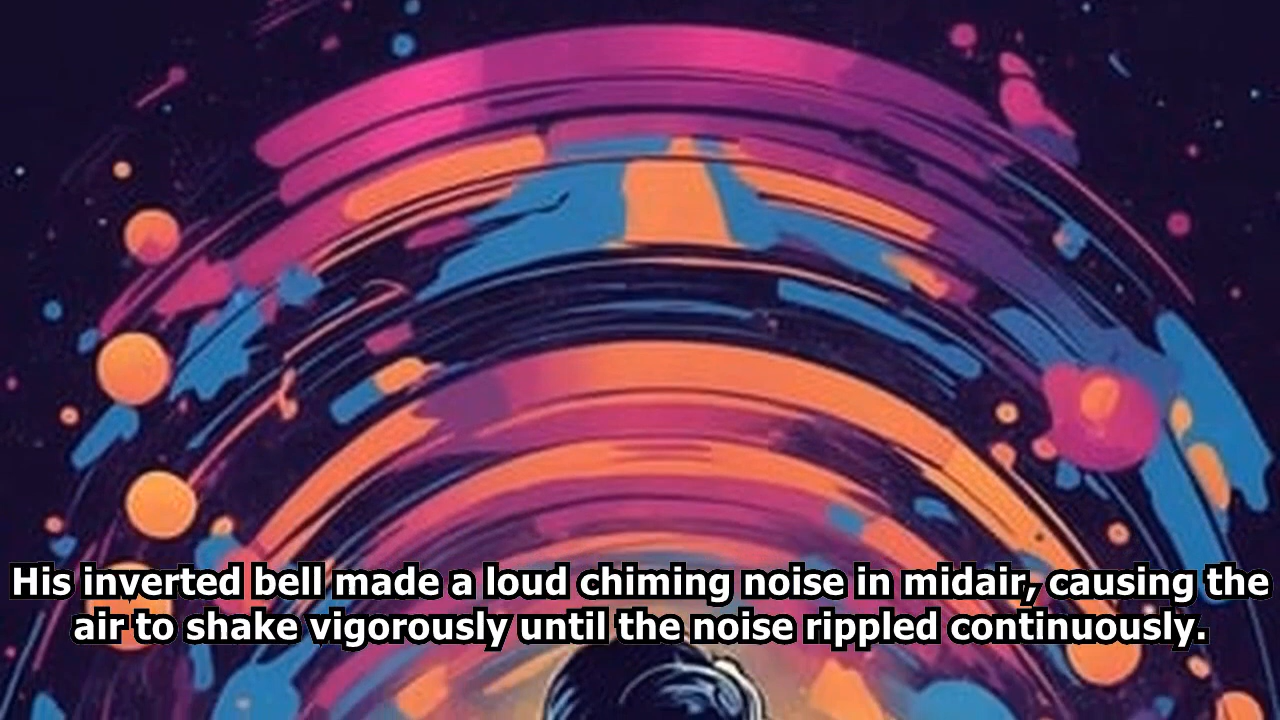 His inverted bell made a loud chiming noise in midair, causing the
air to shake vigorously until the noise rippled continuously.